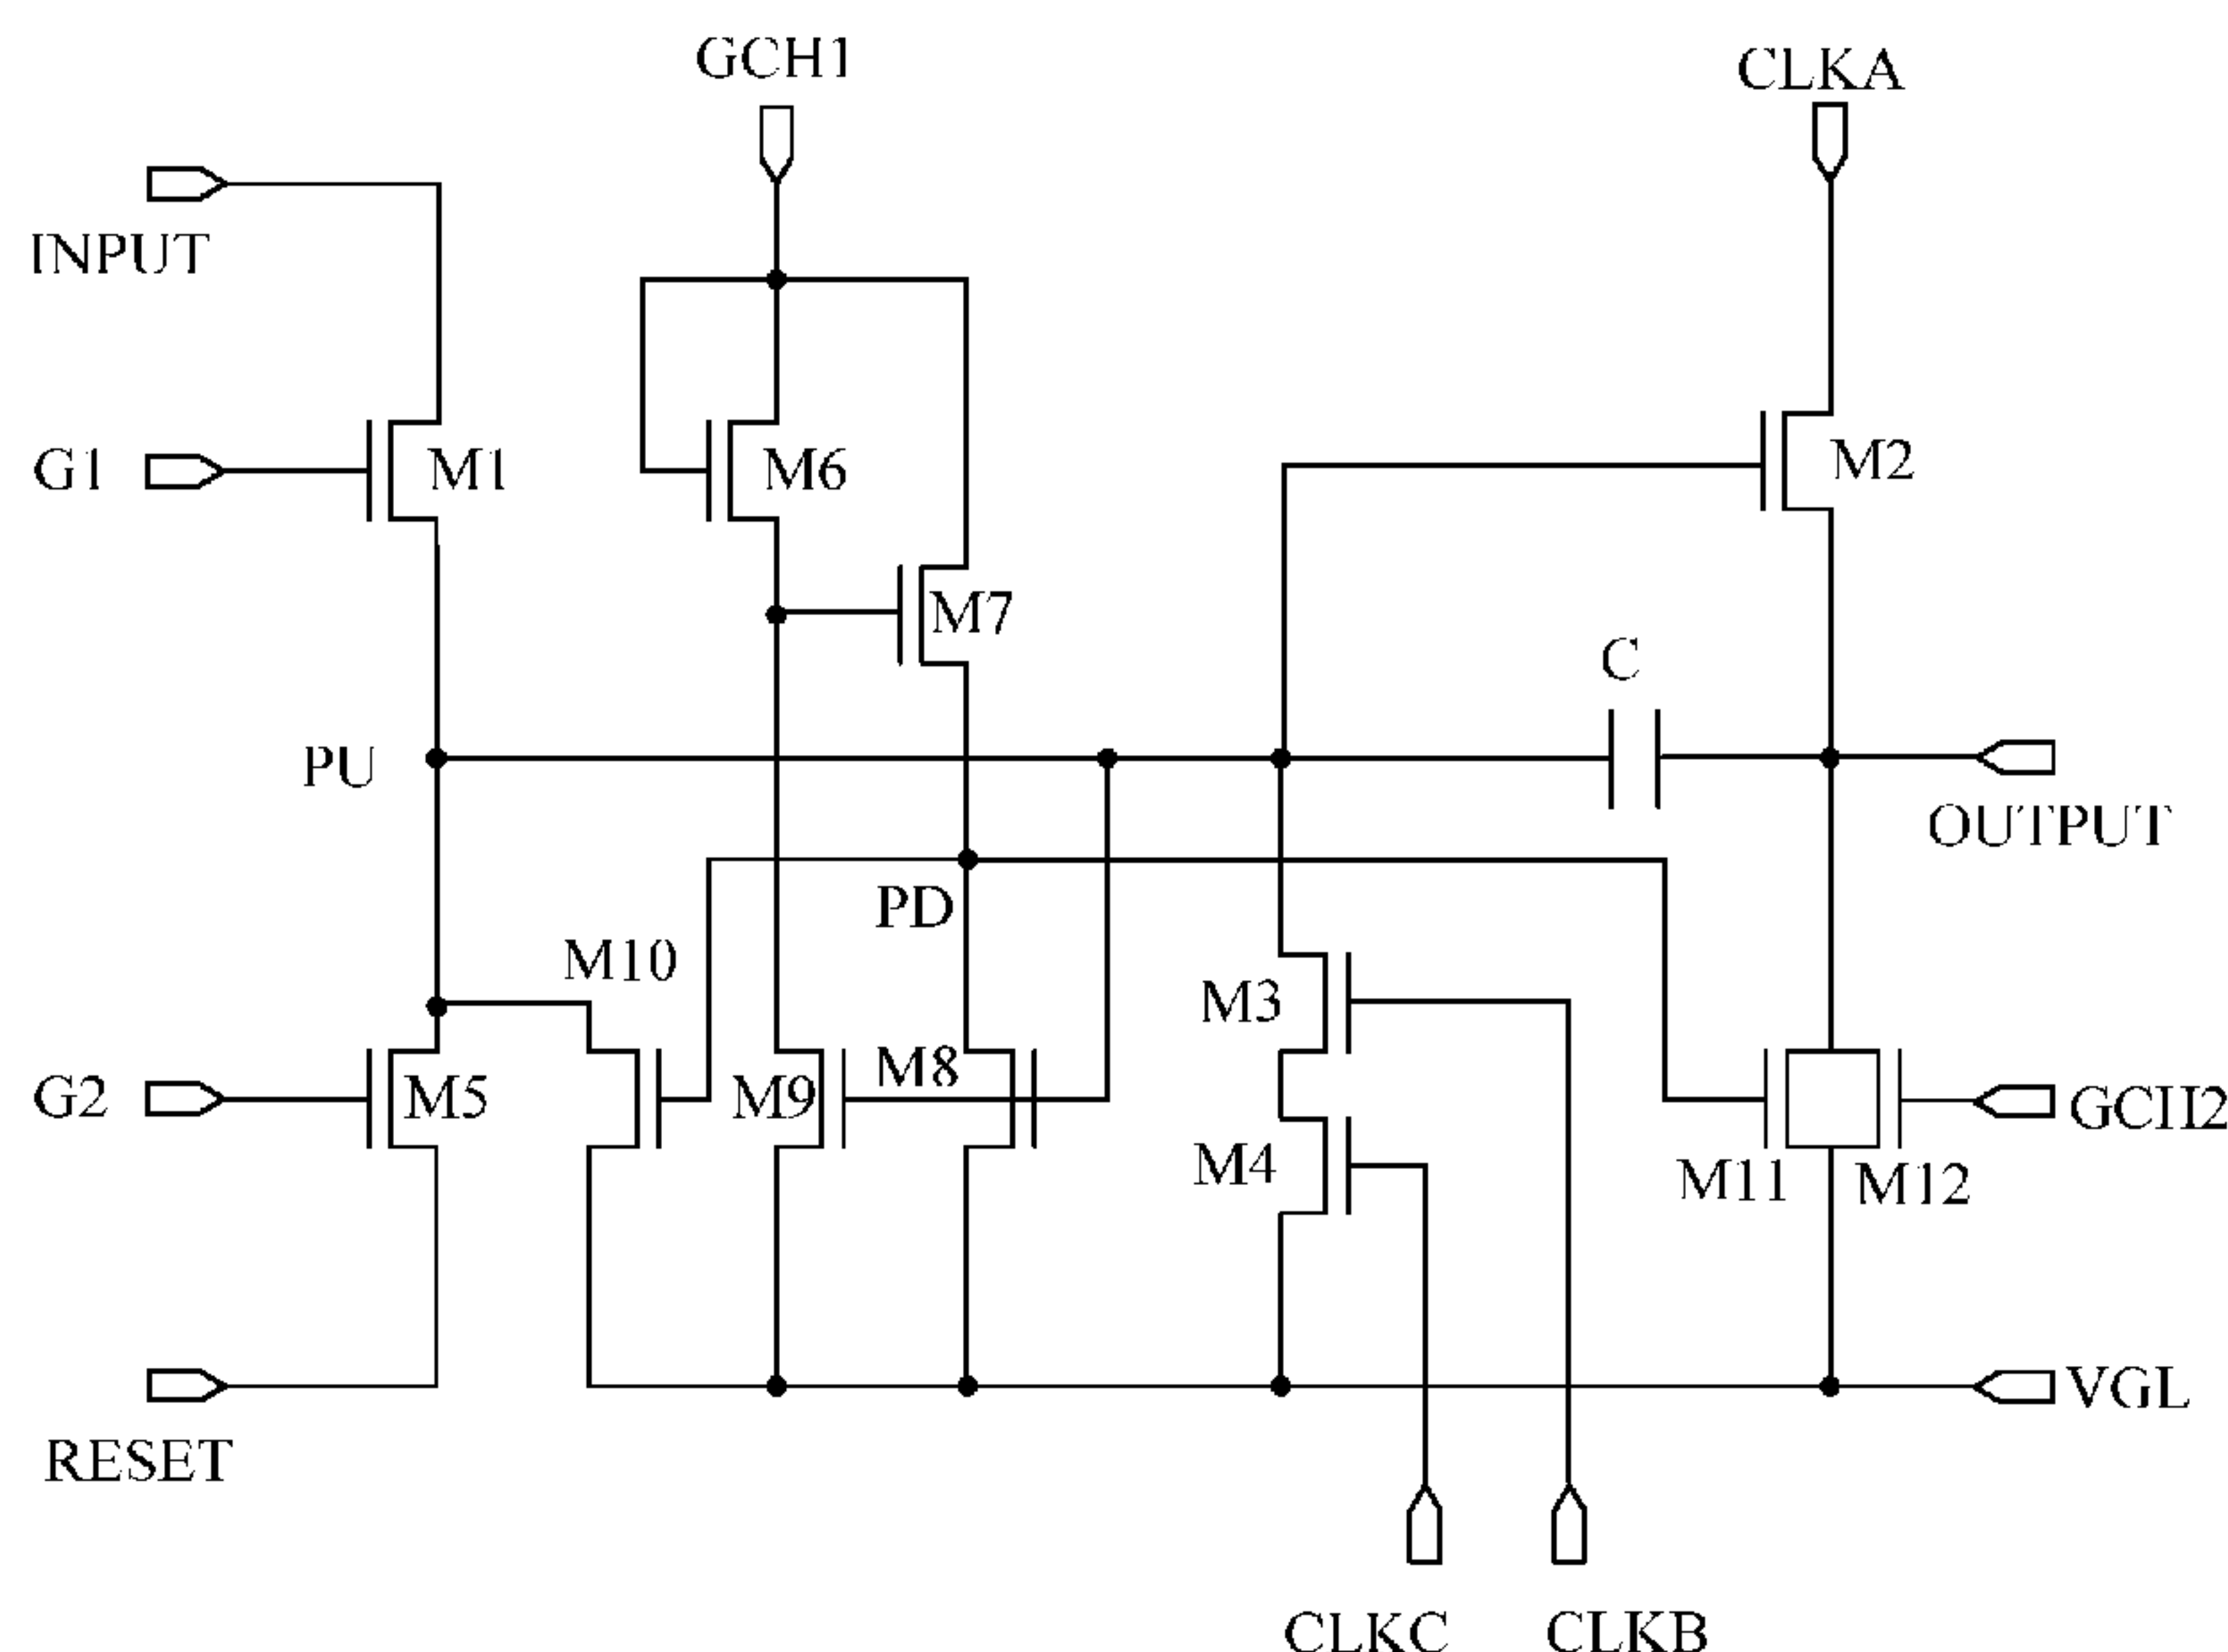 GCH1
CLKA
INPUT
G1
M1
M6
M2
M7
C
PU
OUTPUT
PD
M10
M3
G2
M5
M9
M8
GCH2
M4
M11
M12
VGL
RESET
CLKC
CLKB